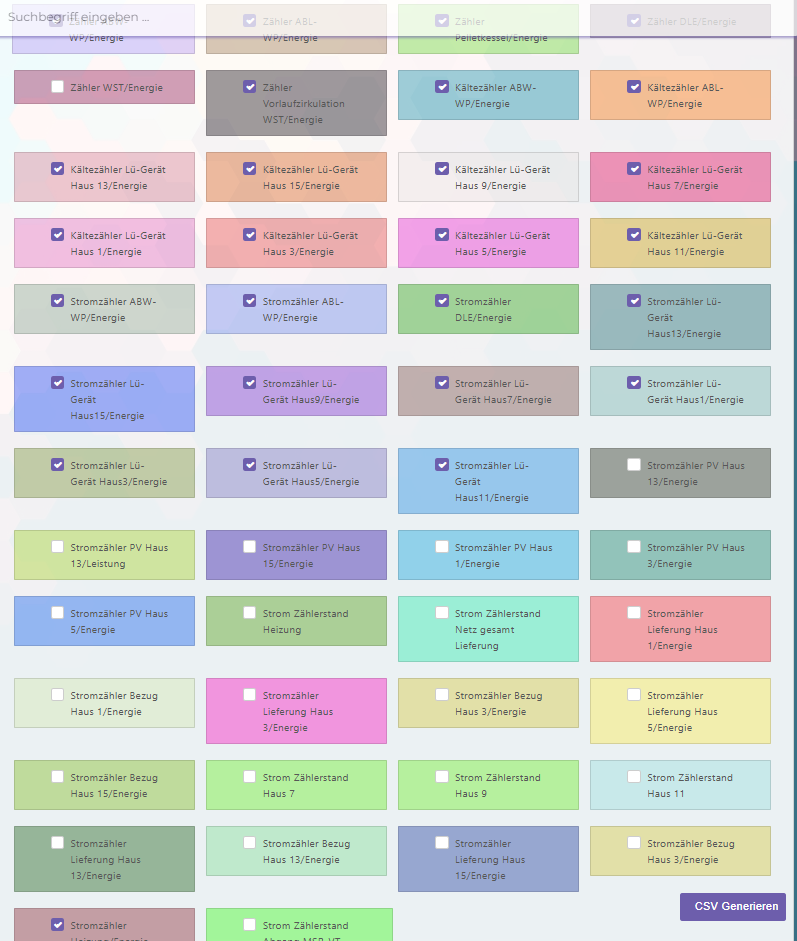 Suchbegriff eingeben ...
Zähler ABW-
WP/Energie
Zähler ABL-
WP/Energie
Zähler
Pelletkessel/Energie
Zähler DLE/Energie
Zähler WST/Energie
Zähler
Vorlaufzirkulation
WST/Energie
Kältezähler ABW-
WP/Energie
Kältezähler ABL-
WP/Energie
Kältezähler Lü-Gerät
Haus 13/Energie
Kältezähler Lü-Gerät
Haus 15/Energie
Kältezähler Lü-Gerät
Haus 9/Energie
Kältezähler Lü-Gerät
Haus 7/Energie
Kältezähler Lü-Gerät
Haus 1/Energie
Kältezähler Lü-Gerät
Haus 3/Energie
Kältezähler Lü-Gerät
Haus 5/Energie
Kältezähler Lü-Gerät
Haus 11/Energie
Stromzähler ABW-
WP/Energie
Stromzähler ABL-
WP/Energie
Stromzähler
DLE/Energie
Stromzähler Lü-
Gerät
Haus13/Energie
Stromzähler Lü-
Gerät
Haus15/Energie
Stromzähler Lü-
Gerät Haus9/Energie
Stromzähler Lü-
Gerät Haus7/Energie
Stromzähler Lü-
Gerät Haus1/Energie
Stromzähler Lü-
Gerät Haus3/Energie
Stromzähler Lü-
Gerät Haus5/Energie
Stromzähler Lü-
Gerät
Haus11/Energie
Stromzähler PV Haus
13/Energie
Stromzähler PV Haus
13/Leistung
Stromzähler PV Haus
15/Energie
Stromzähler PV Haus
1/Energie
Stromzähler PV Haus
3/Energie
Stromzähler PV Haus
5/Energie
Strom Zählerstand
Heizung
Strom Zählerstand
Netz gesamt
Lieferung
Stromzähler
Lieferung Haus
1/Energie
Stromzähler Bezug
Haus 1/Energie
Stromzähler
Lieferung Haus
3/Energie
Stromzähler Bezug
Haus 3/Energie
Stromzähler
Lieferung Haus
5/Energie
Stromzähler Bezug
Haus 15/Energie
Strom Zählerstand
Haus 7
Strom Zählerstand
Haus 9
Strom Zählerstand
Haus 11
Stromzähler
Lieferung Haus
13/Energie
Stromzähler Bezug
Haus 13/Energie
Stromzähler
Lieferung Haus
15/Energie
Stromzähler Bezug
Haus 3/Energie
CSV Generieren
Stromzähler
Heizung/Energie
Strom Zählerstand
Abgang MSR-VT